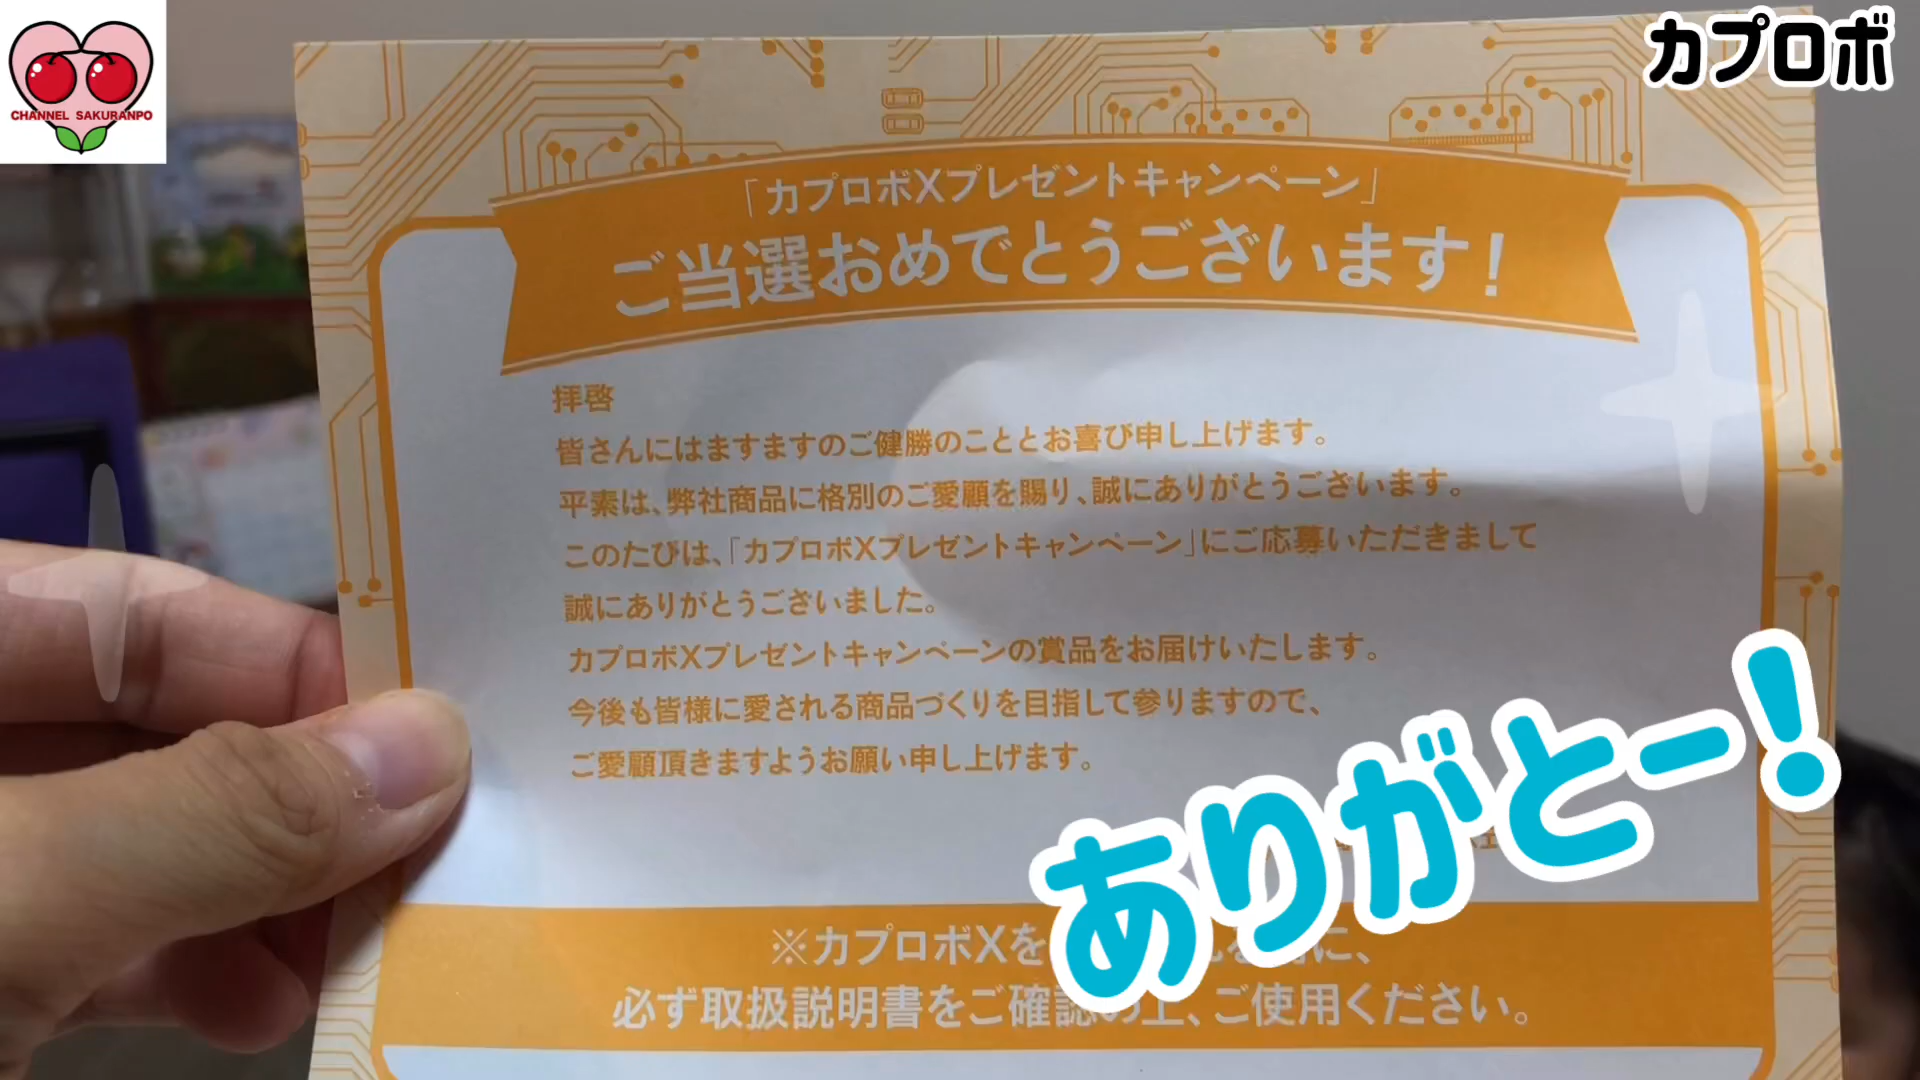 CHANNEL SAKURANPO
カプロボ
「カプロボXプレゼントキャンペーン」
ご当選おめでとうございます!
拝啓
皆さんにはますますのご健勝のこととお喜び申し上げます。
平素は、弊社商品に格別のご愛顧を賜り、誠にありがとうございます。
このたびは、「カプロボXプレゼントキャンペーン」にご応募いただきまして
誠にありがとうございました。
カプロボXプレゼントキャンペーンの賞品をお届けいたします。
今後も皆様に愛される商品づくりを目指して参りますので、
ご愛顧頂きますようお願い申し上げます。
ありがとー!
※カプロボXを に、
必ず取扱説明書をご確認の上、ご使用ください。